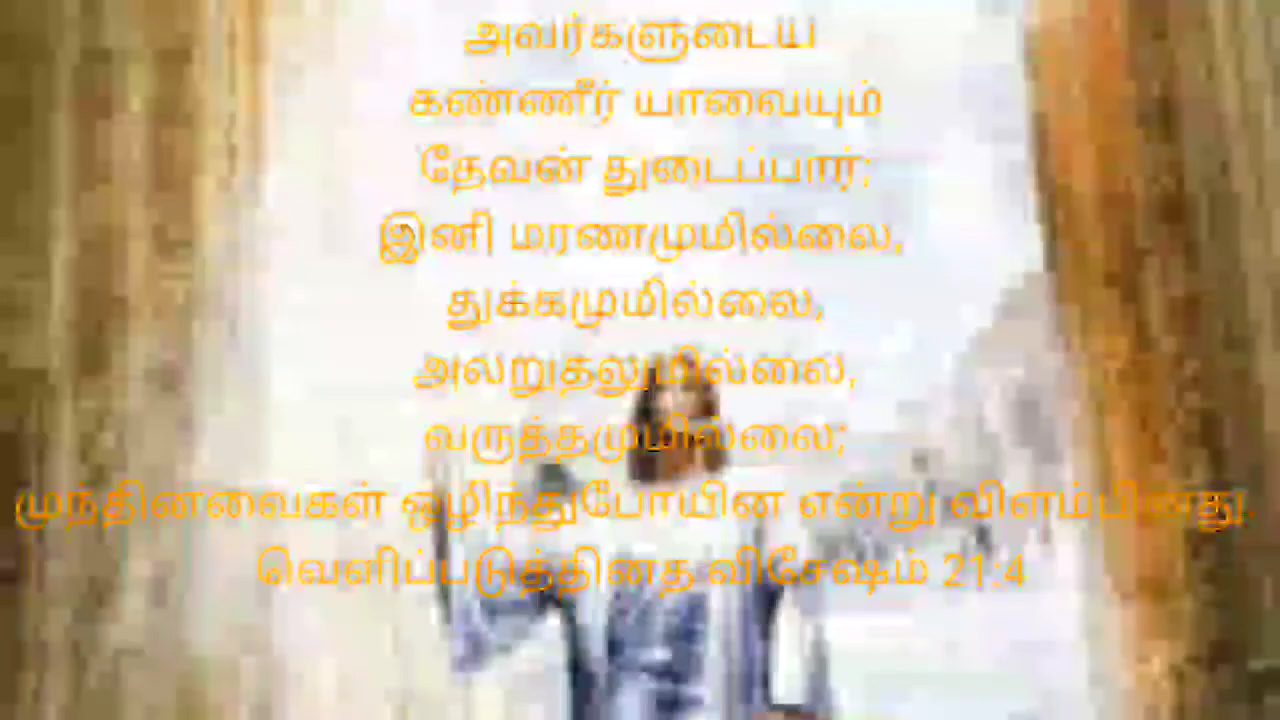 அவர்களுடைய
கண்ணீர் யாவையும்
தேவன் துடைப்பார்;
இனி மரணமுமில்லை,
துக்கமுமில்லை,
அலறுதலுமில்லை,
வருத்தமுமில்லை;
முந்தினவைகள் ஒழிந்துபோயின என்று விளம்பினது.
வெளிப்படுத்தின விசேஷம் 21:4